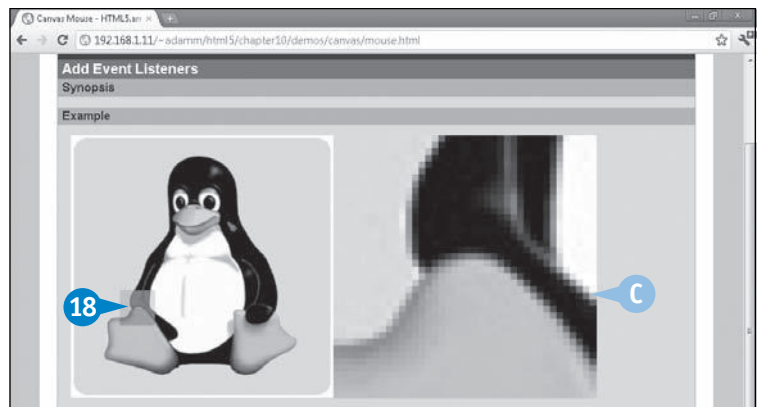 Canvas Mouse - HTML5.an
192.168.1.11/~adamm/html5/chapter10/demos/canvas/mouse.html
Add Event Listeners
Synopsis
Example
18
C